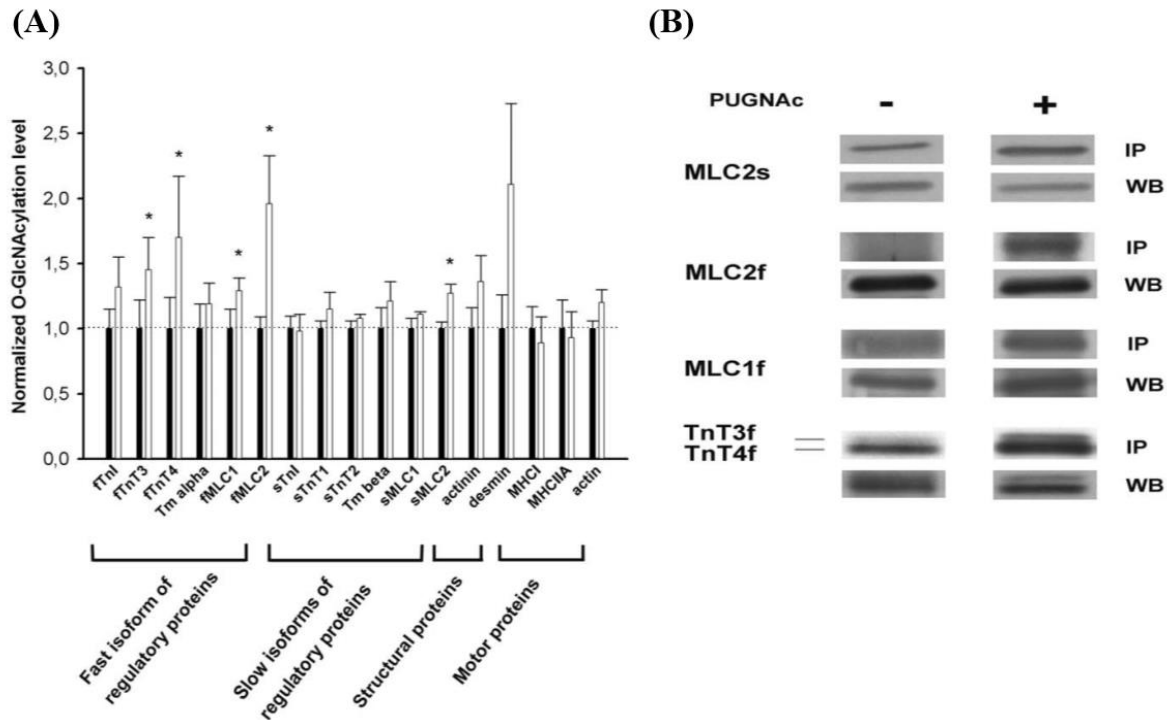 (A)
(B)
Normalized O-GlcNAcylation level
3,0
2,5
2,0
1,5
1,0
0,5
0,0
*
*
*
*
*
fTnI
fTnT3
fTnT4
Tm alpha
fMLC1
fMLC2
sTnI
sTnT1
sTnT2
Tm beta
sMLC1
sMLC2
actinin
desmin
MHCI
MHCIIA
actin
Fast isoform of
regulatory proteins
Slow isoforms of
regulatory proteins
Structural proteins
Motor proteins
PUGNAc - +
MLC2s
IP
WB
MLC2f
IP
WB
MLC1f
IP
WB
TnT3f
TnT4f
IP
WB